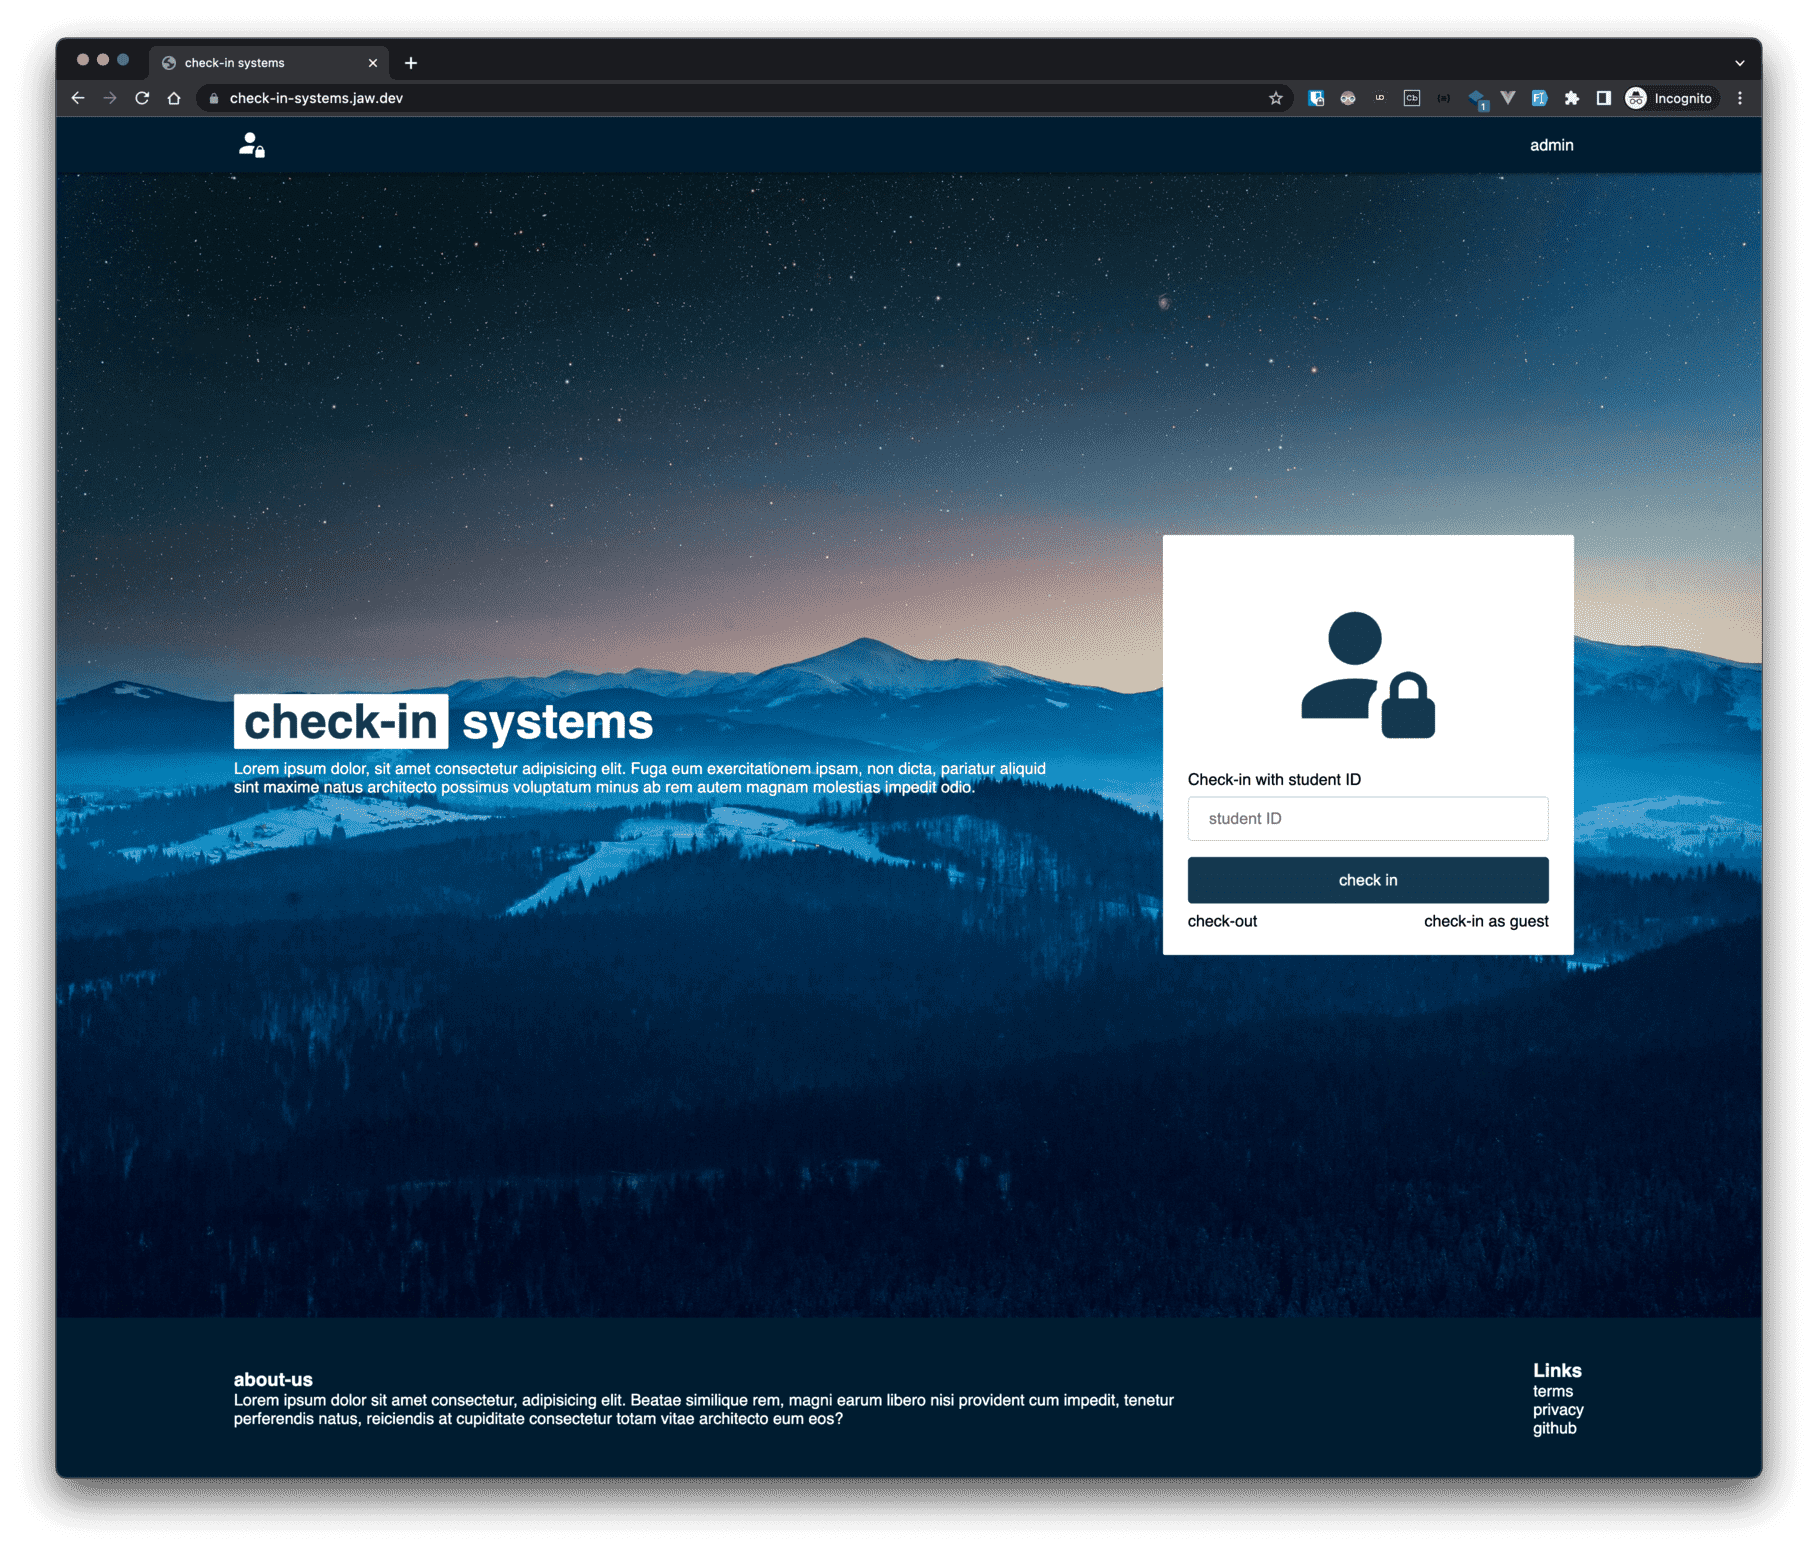 check-in systems
check-in-systems.jaw.dev
UD
Cb
1
Incognito
admin
check-in systems
Lorem ipsum dolor, sit amet consectetur adipisicing elit. Fuga eum exercitationem ipsam, non dicta, pariatur aliquid
sint maxime natus architecto possimus voluptatum minus ab rem autem magnam molestias impedit odio.
Check-in with student ID
student ID
check in
check-out check-in as guest
about-us
Lorem ipsum dolor sit amet consectetur, adipisicing elit. Beatae similique rem, magni earum libero nisi provident cum impedit, tenetur
perferendis natus, reiciendis at cupiditate consectetur totam vitae architecto eum eos?
Links
terms
privacy
github